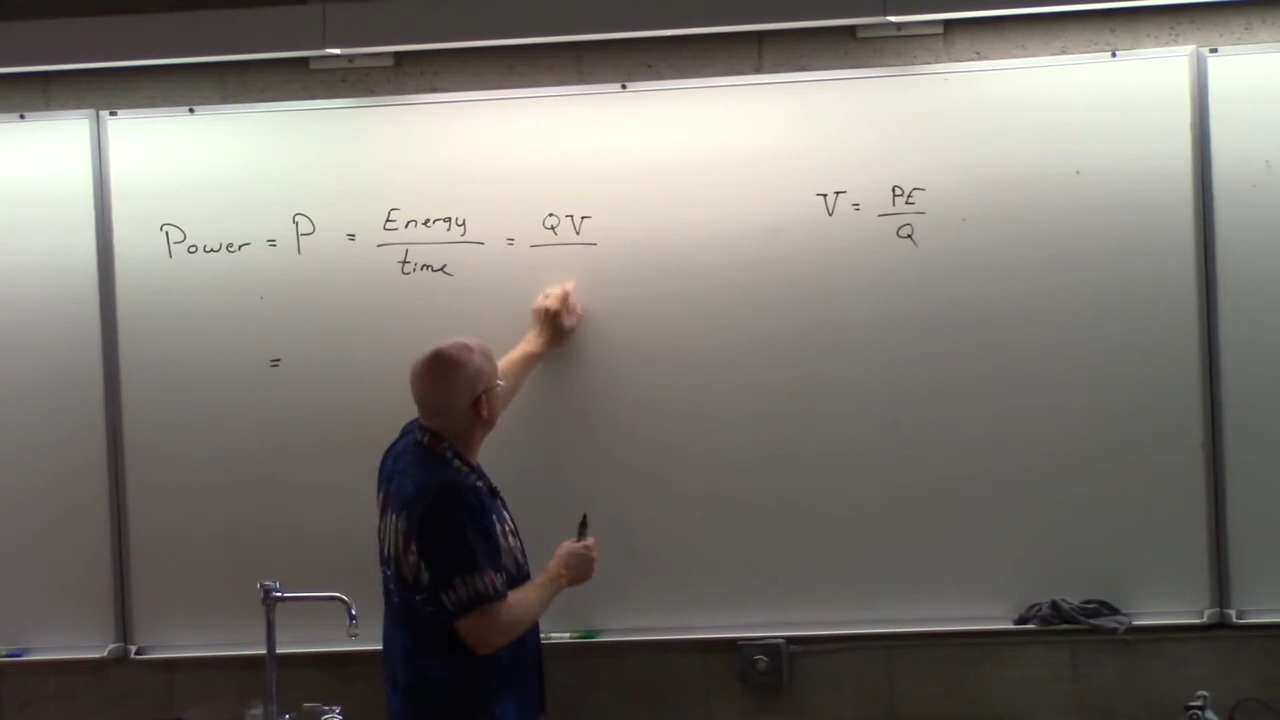 Power = P = Energy/time = QV/
=
V = PE/Q